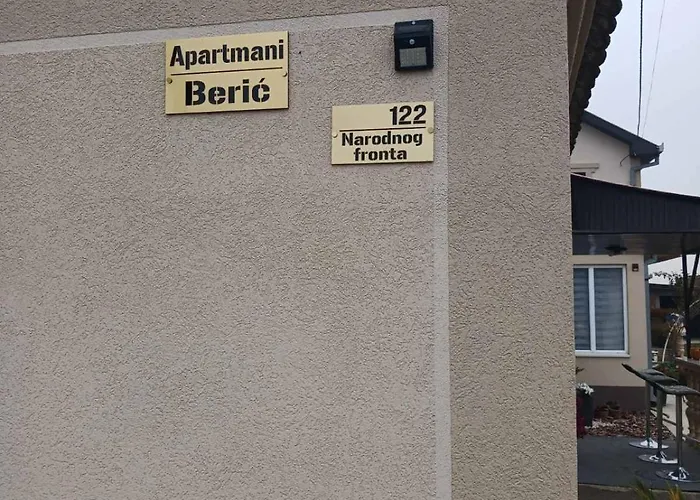 Apartmani
Berić
122
Narodnog
fronta